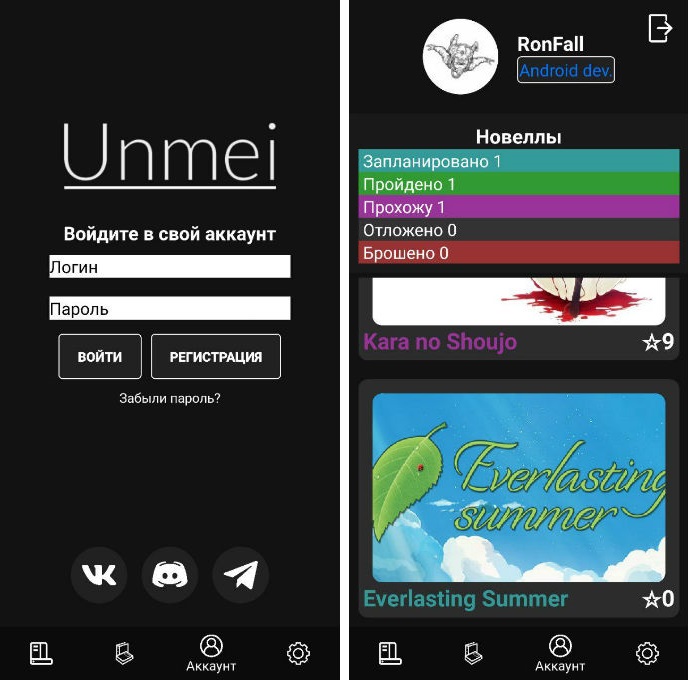 Unmei
Войдите в свой аккаунт
Логин
Пароль
ВОЙТИ
РЕГИСТРАЦИЯ
Забыли пароль?
Аккаунт
RonFall
Android dev.
Новеллы
Запланировано 1
Пройдено 1
Прохожу 1
Отложено 0
Брошено 0
Kara no Shoujo
☆9
Everlasting
summer
Everlasting Summer
☆0
Аккаунт